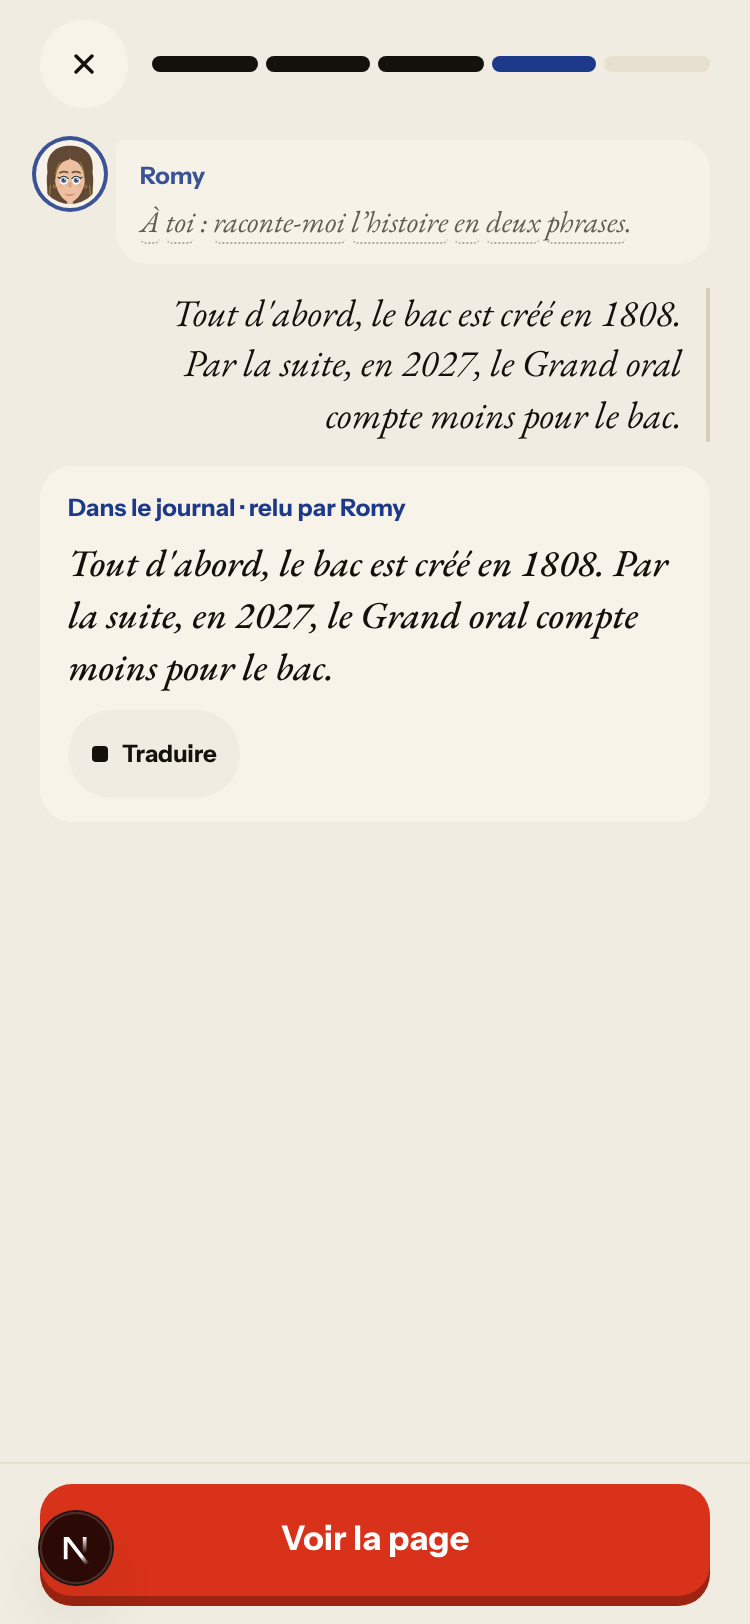 Romy
À toi : raconte-moi l’histoire en deux phrases.
Tout d'abord, le bac est créé en 1808.
Par la suite, en 2027, le Grand oral
compte moins pour le bac.
Dans le journal · relu par Romy
Tout d'abord, le bac est créé en 1808. Par
la suite, en 2027, le Grand oral compte
moins pour le bac.
Traduire
Voir la page
N